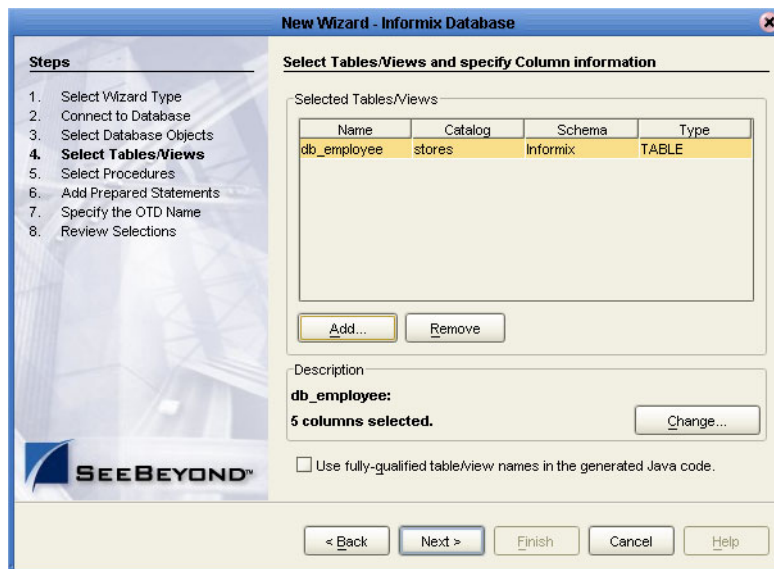 New Wizard - Informix Database
Steps
1. Select Wizard Type
2. Connect to Database
3. Select Database Objects
4. Select Tables/Views
5. Select Procedures
6. Add Prepared Statements
7. Specify the OTD Name
8. Review Selections
SEEBEYOND™
Select Tables/Views and specify Column information
Selected Tables/Views
Name Catalog Schema Type
db_employee stores Informix TABLE
Add... Remove
Description
db_employee:
5 columns selected.
Change...
Use fully-qualified table/view names in the generated Java code.
< Back Next > Finish Cancel Help